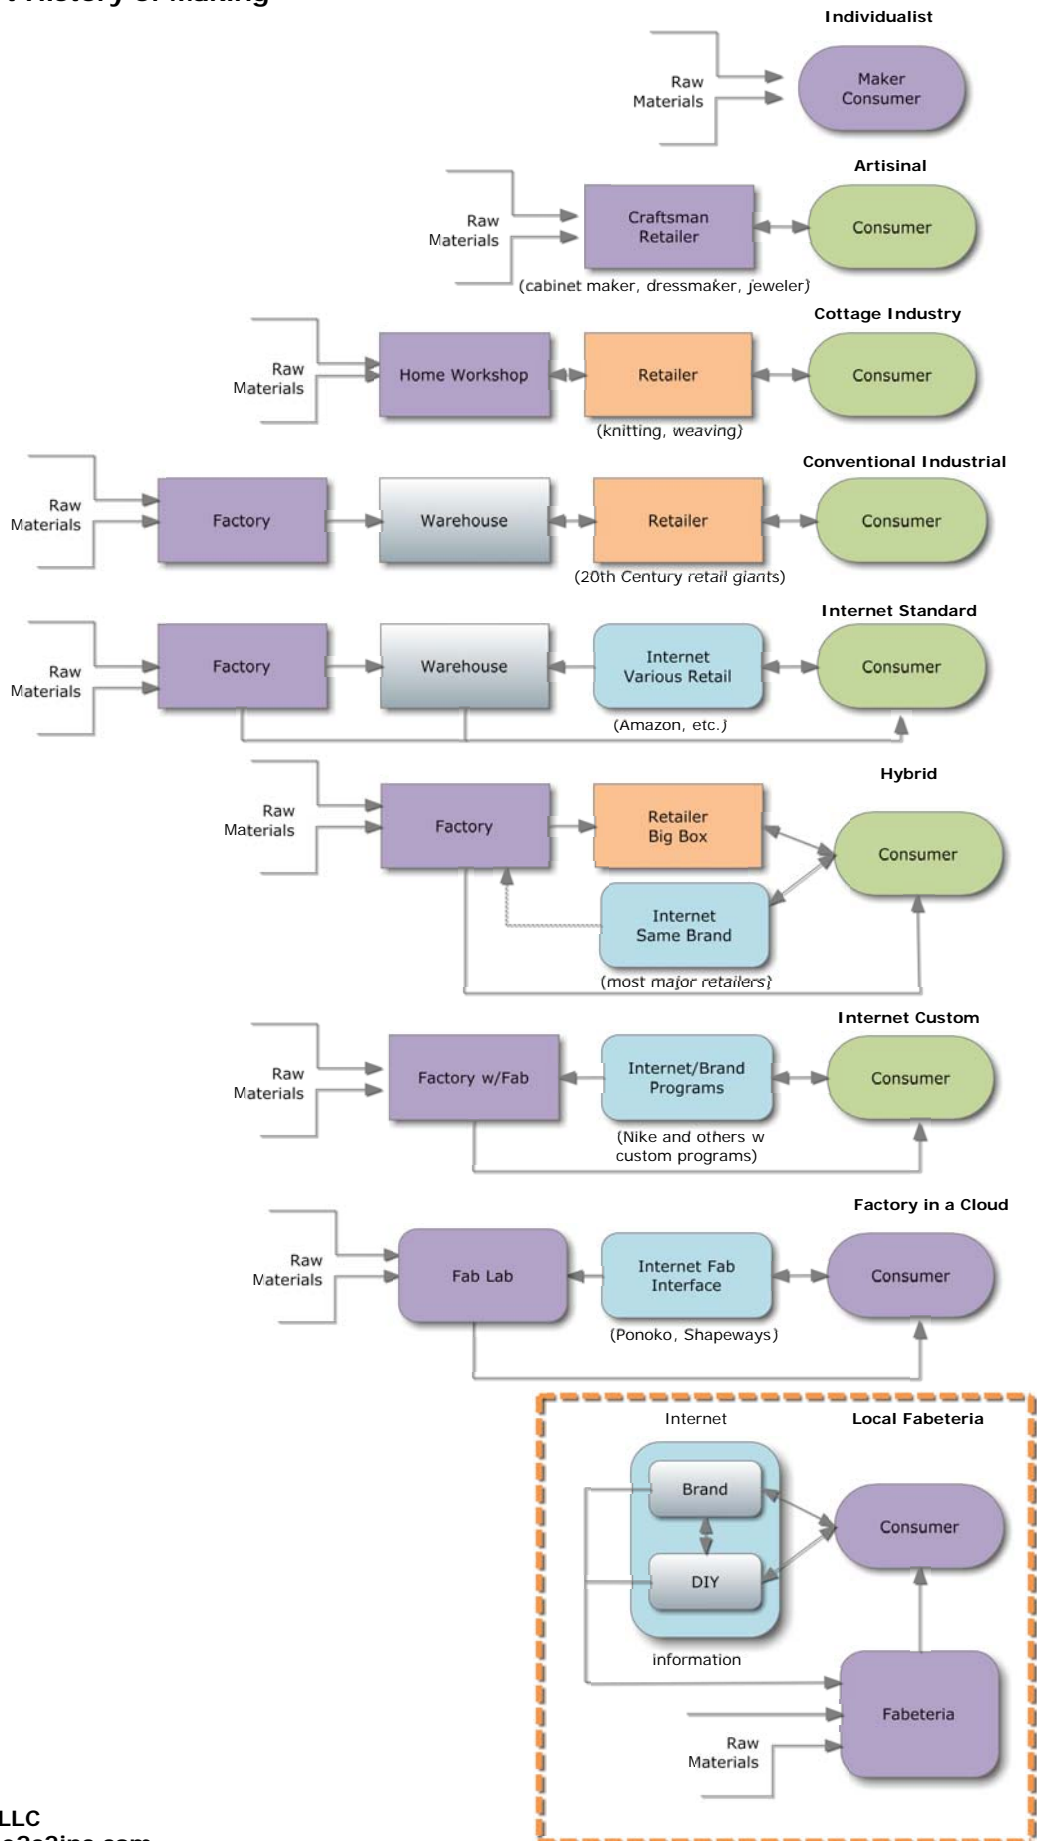 History of Making
Individualist
Raw
Materials
Maker
Consumer
Artisinal
Raw
Materials
Craftsman
Retailer
Consumer
(cabinet maker, dressmaker, jeweler)
Cottage Industry
Raw
Materials
Home Workshop
Retailer
Consumer
(knitting, weaving)
Conventional Industrial
Raw
Materials
Factory
Warehouse
Retailer
Consumer
(20th Century retail giants)
Internet Standard
Raw
Materials
Factory
Warehouse
Internet
Various Retail
Consumer
(Amazon, etc.)
Hybrid
Raw
Materials
Factory
Retailer
Big Box
Consumer
Internet
Same Brand
(most major retailers)
Internet Custom
Raw
Materials
Factory w/Fab
Internet/Brand
Programs
Consumer
(Nike and others w
custom programs)
Factory in a Cloud
Raw
Materials
Fab Lab
Internet Fab
Interface
Consumer
(Ponoko, Shapeways)
Internet
Local Fabeteria
Brand
Consumer
DIY
information
Fabeteria
Raw
Materials
LLC